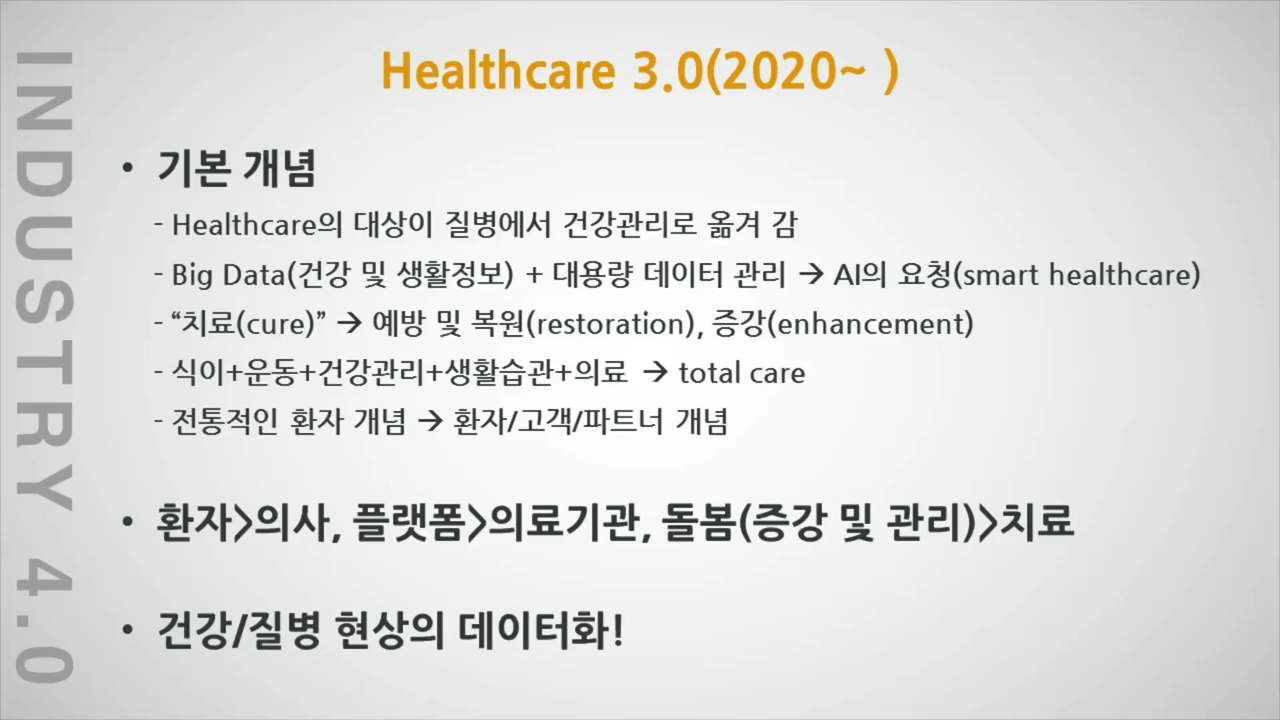 Healthcare 3.0(2020~ )
INDUSTRY 4.0
• 기본 개념
- Healthcare의 대상이 질병에서 건강관리로 옮겨 감
- Big Data(건강 및 생활정보) + 대용량 데이터 관리 → AI의 요청(smart healthcare)
- “치료(cure)” → 예방 및 복원(restoration), 증강(enhancement)
- 식이+운동+건강관리+생활습관+의료 → total care
- 전통적인 환자 개념 → 환자/고객/파트너 개념
• 환자>의사, 플랫폼>의료기관, 돌봄(증강 및 관리)>치료
• 건강/질병 현상의 데이터화!